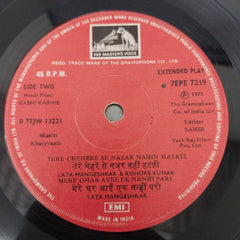 HIS MASTER'S VOICE
REGD. TRADE MARK OF THE GRAMOPHONE CO. LTD.
45 R.P.M.
EXTENDED PLAY
SIDE TWO
7EPE 7219
Hindi Film:
KABHI KABHIE
℗ 1975
The Gramophone
Co. of India Ltd
B 7TJW 13221
Lyrics:
SAHIR
Music:
Khaiyyaam
Yash Raj Films
Pvt. Ltd.
TERE CHEHERE SE NAZAR NAHIN HATATI
तेरे चेहरे से नज़र नहीं हटती
LATA MANGESHKAR & KISHORE KUMAR
MERE GHAR AYEE EK NANHI PARI
मेरे घर आई एक नन्हीं परी
LATA MANGESHKAR
EMI
MADE IN INDIA